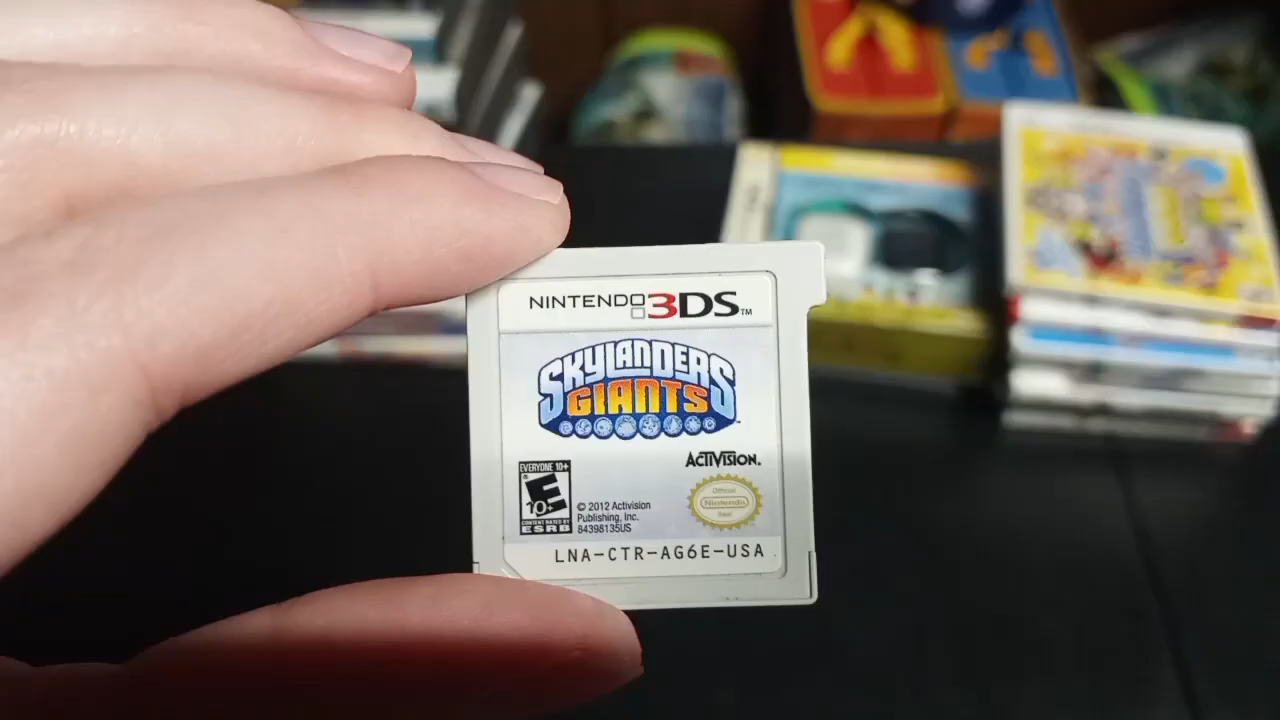 NINTENDO 3DS™
SKYLANDERS
GIANTS
ACTIVISION.
EVERYONE 10+
E
10+
CONTENT RATED BY
ESRB
© 2012 Activision
Publishing, Inc.
84398135US
Official
Nintendo
Seal
LNA-CTR-AG6E-USA